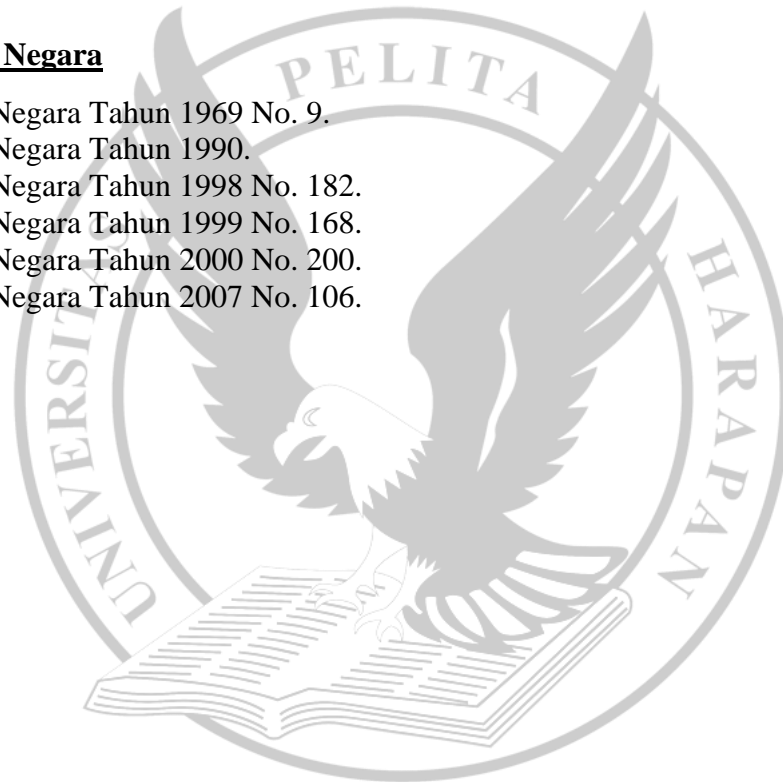 Negara
Negara Tahun 1969 No. 9.
Negara Tahun 1990.
Negara Tahun 1998 No. 182.
Negara Tahun 1999 No. 168.
Negara Tahun 2000 No. 200.
Negara Tahun 2007 No. 106.
UNIVERSITAS PELITA HARAPAN